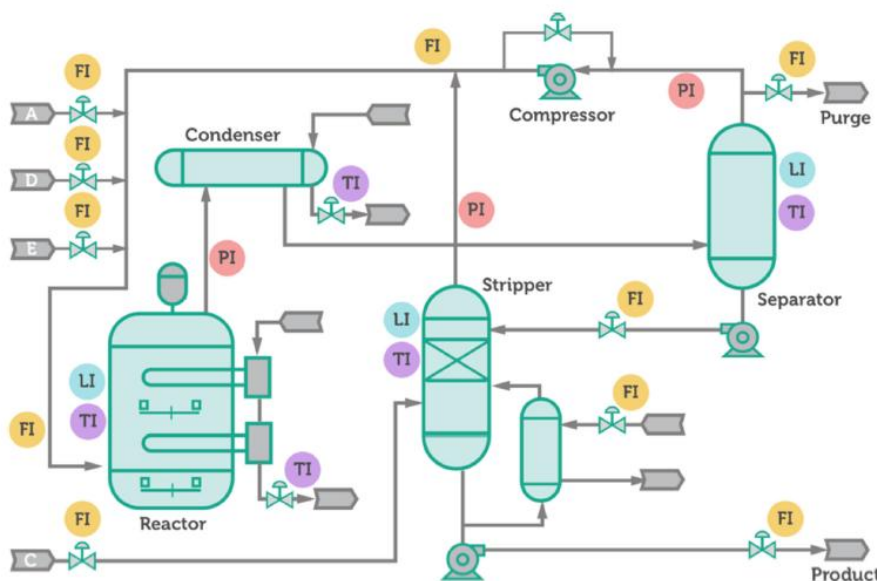 FI
FI
FI
A
PI
Purge
Compressor
FI
Condenser
D
LI
TI
TI
FI
PI
E
PI
Stripper
FI
Separator
LI
LI
TI
TI
FI
FI
TI
FI
Reactor
FI
C
Product